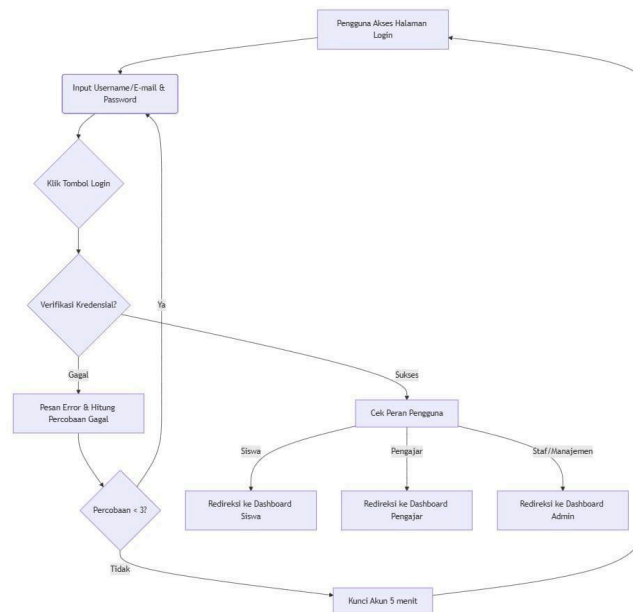 Pengguna Akses Halaman
Login
Input Username/E-mail &
Password
Klik Tombol Login
Verifikasi Kredensial?
Ya
Gagal
Sukses
Pesan Error & Hitung
Percobaan Gagal
Cek Peran Pengguna
Siswa
Pengajar
Staf/Manajemen
Percobaan < 3?
Redireksi ke Dashboard
Siswa
Redireksi ke Dashboard
Pengajar
Redireksi ke Dashboard
Admin
Tidak
Kunci Akun 5 menit